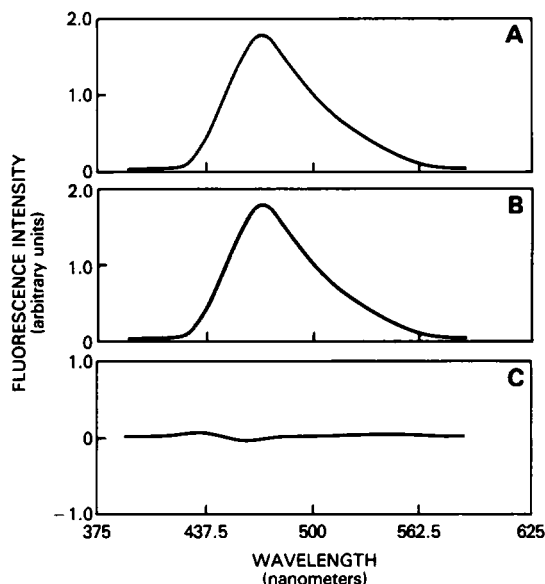 2.0
A
1.0
0
2.0
B
1.0
0
1.0
C
0
−1.0
375 437.5 500 562.5 625
WAVELENGTH
(nanometers)
FLUORESCENCE INTENSITY
(arbitrary units)